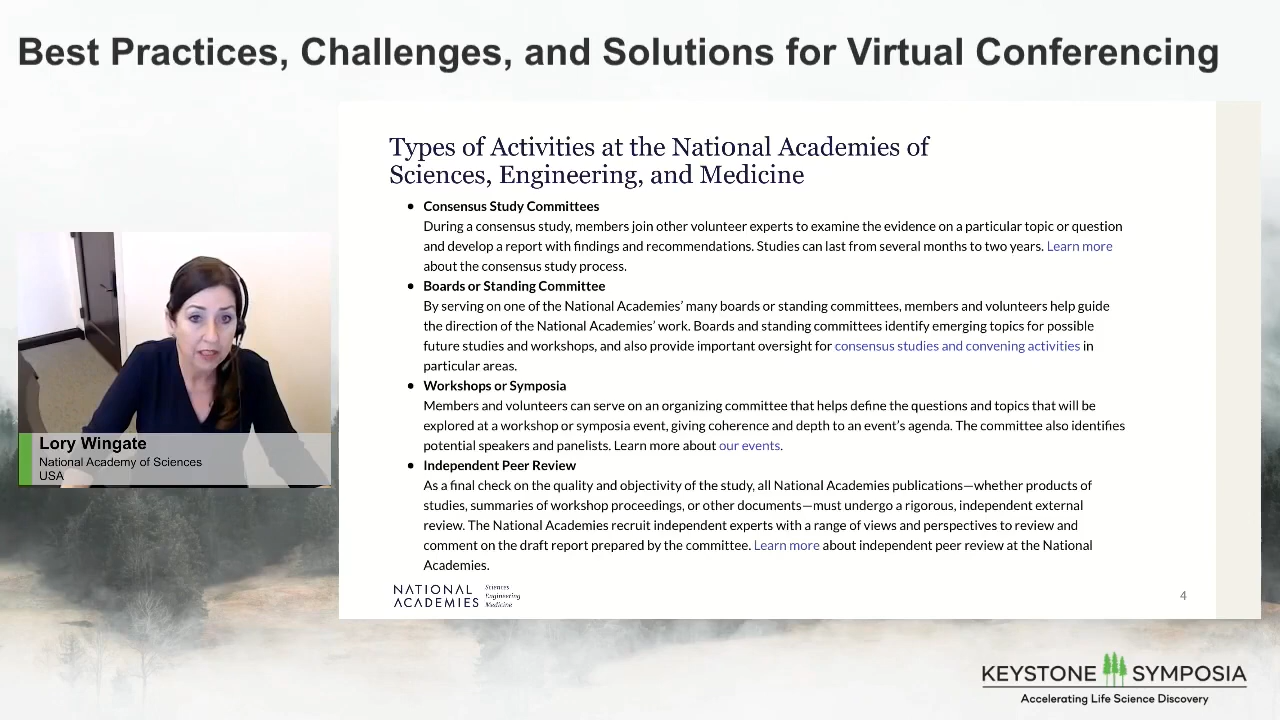 Best Practices, Challenges, and Solutions for Virtual Conferencing
Types of Activities at the National Academies of
Sciences, Engineering, and Medicine
• Consensus Study Committees
During a consensus study, members join other volunteer experts to examine the evidence on a particular topic or question
and develop a report with findings and recommendations. Studies can last from several months to two years. Learn more
about the consensus study process.
• Boards or Standing Committee
By serving on one of the National Academies’ many boards or standing committees, members and volunteers help guide
the direction of the National Academies’ work. Boards and standing committees identify emerging topics for possible
future studies and workshops, and also provide important oversight for consensus studies and convening activities in
particular areas.
• Workshops or Symposia
Members and volunteers can serve on an organizing committee that helps define the questions and topics that will be
explored at a workshop or symposia event, giving coherence and depth to an event’s agenda. The committee also identifies
potential speakers and panelists. Learn more about our events.
• Independent Peer Review
As a final check on the quality and objectivity of the study, all National Academies publications—whether products of
studies, summaries of workshop proceedings, or other documents—must undergo a rigorous, independent external
review. The National Academies recruit independent experts with a range of views and perspectives to review and
comment on the draft report prepared by the committee. Learn more about independent peer review at the National
Academies.
NATIONAL
ACADEMIES
Sciences
Engineering
Medicine
4
Lory Wingate
National Academy of Sciences
USA
KEYSTONE SYMPOSIA
Accelerating Life Science Discovery